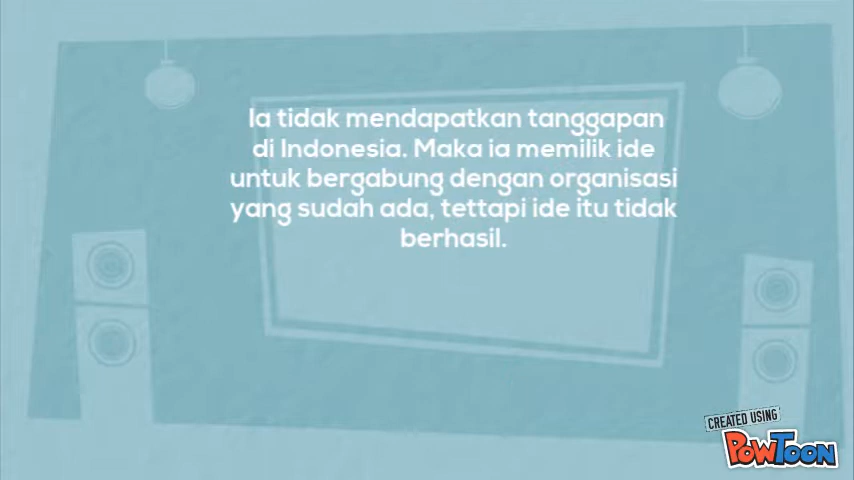 Ia tidak mendapatkan tanggapan
di Indonesia. Maka ia memilik ide
untuk bergabung dengan organisasi
yang sudah ada, tettapi ide itu tidak
berhasil.
CREATED USING
POWTOON